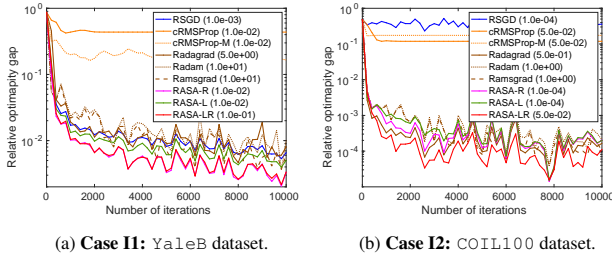 RSGD (1.0e-03)
cRMSProp (1.0e-02)
cRMSProp-M (1.0e-02)
Radagrad (5.0e+00)
Radam (1.0e+01)
Ramsgrad (1.0e+01)
RASA-R (1.0e-02)
RASA-L (1.0e-02)
RASA-LR (1.0e-01)
Relative optimaplity gap
10^0
10^-1
10^-2
0 2000 4000 6000 8000 10000
Number of iterations
(a) Case I1: YaleB dataset.
RSGD (1.0e-04)
cRMSProp (5.0e-02)
cRMSProp-M (5.0e-02)
Radagrad (5.0e-01)
Radam (1.0e+00)
Ramsgrad (1.0e+00)
RASA-R (1.0e-04)
RASA-L (1.0e-04)
RASA-LR (5.0e-02)
Relative optimaplity gap
10^0
10^-1
10^-2
10^-3
10^-4
0 2000 4000 6000 8000 10000
Number of iterations
(b) Case I2: COIL100 dataset.